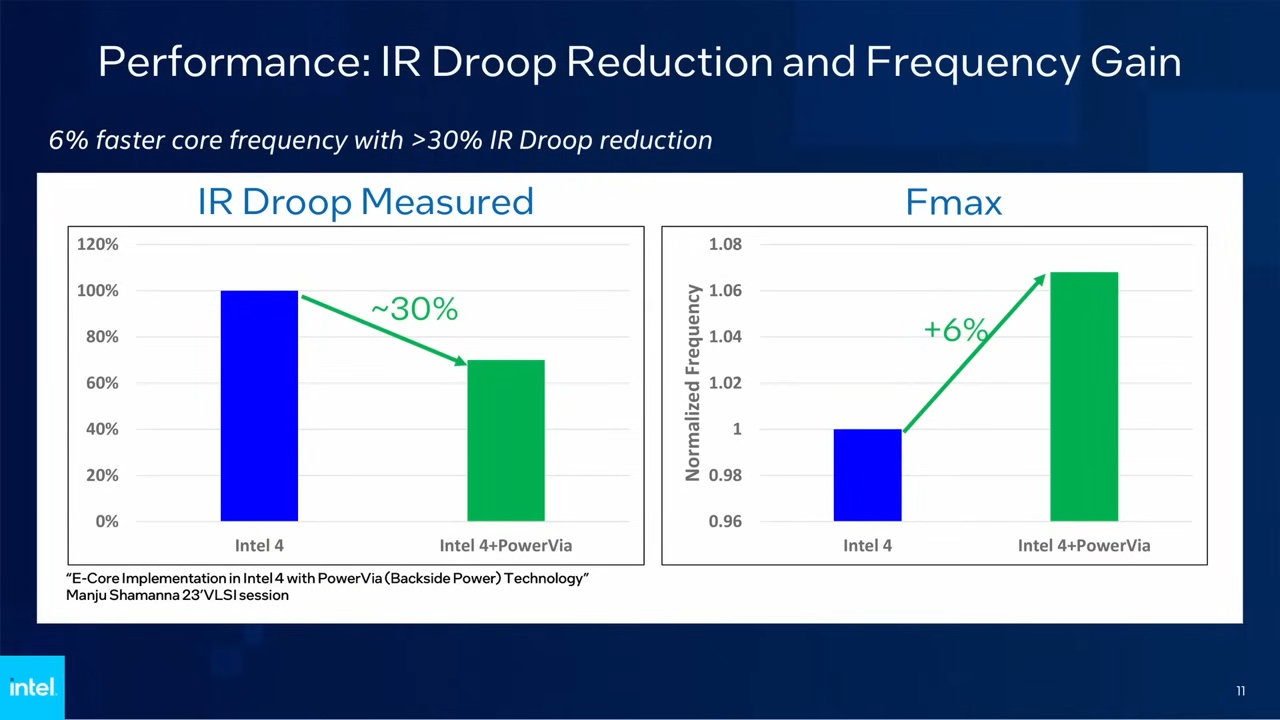 Performance: IR Droop Reduction and Frequency Gain
6% faster core frequency with >30% IR Droop reduction
IR Droop Measured
120%
100%
80%
60%
40%
20%
0%
~30%
Intel 4
Intel 4+PowerVia
Fmax
Normalized Frequency
1.08
1.06
1.04
1.02
1
0.98
0.96
+6%
Intel 4
Intel 4+PowerVia
“E-Core Implementation in Intel 4 with PowerVia (Backside Power) Technology”
Manju Shamanna 23’VLSI session
intel.
11